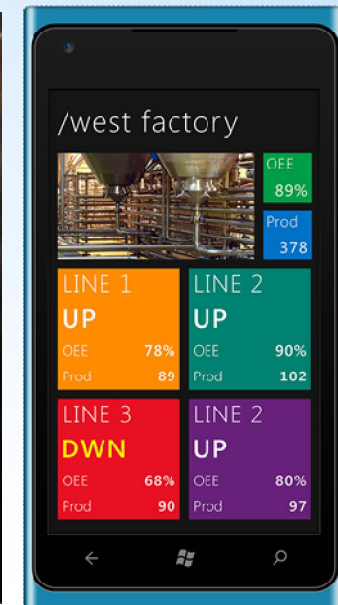 /west factory
OEE
89%
Prod
378
LINE 1
UP
OEE 78%
Prod 89
LINE 2
UP
OEE 90%
Prod 102
LINE 3
DWN
OEE 68%
Prod 90
LINE 2
UP
OEE 80%
Prod 97